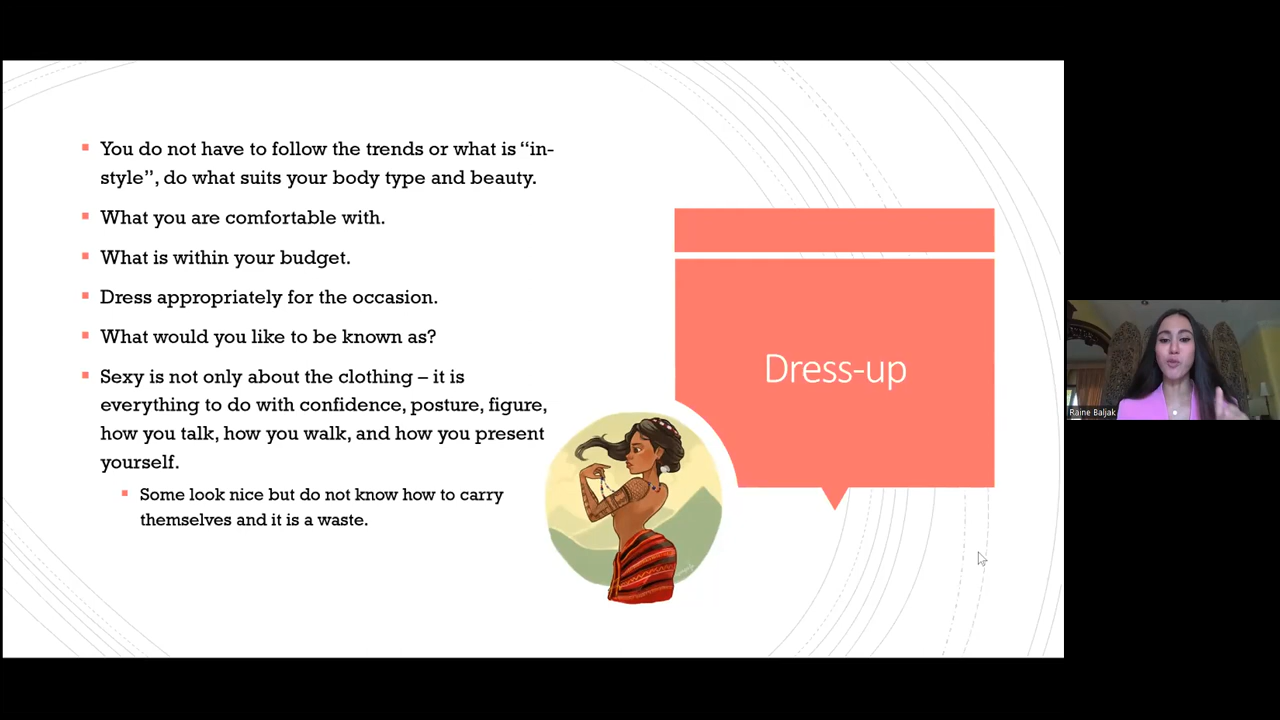 You do not have to follow the trends or what is “in-
style”, do what suits your body type and beauty.
What you are comfortable with.
What is within your budget.
Dress appropriately for the occasion.
What would you like to be known as?
Sexy is not only about the clothing – it is
everything to do with confidence, posture, figure,
how you talk, how you walk, and how you present
yourself.
Some look nice but do not know how to carry
themselves and it is a waste.
Dress-up
Raine Baljak